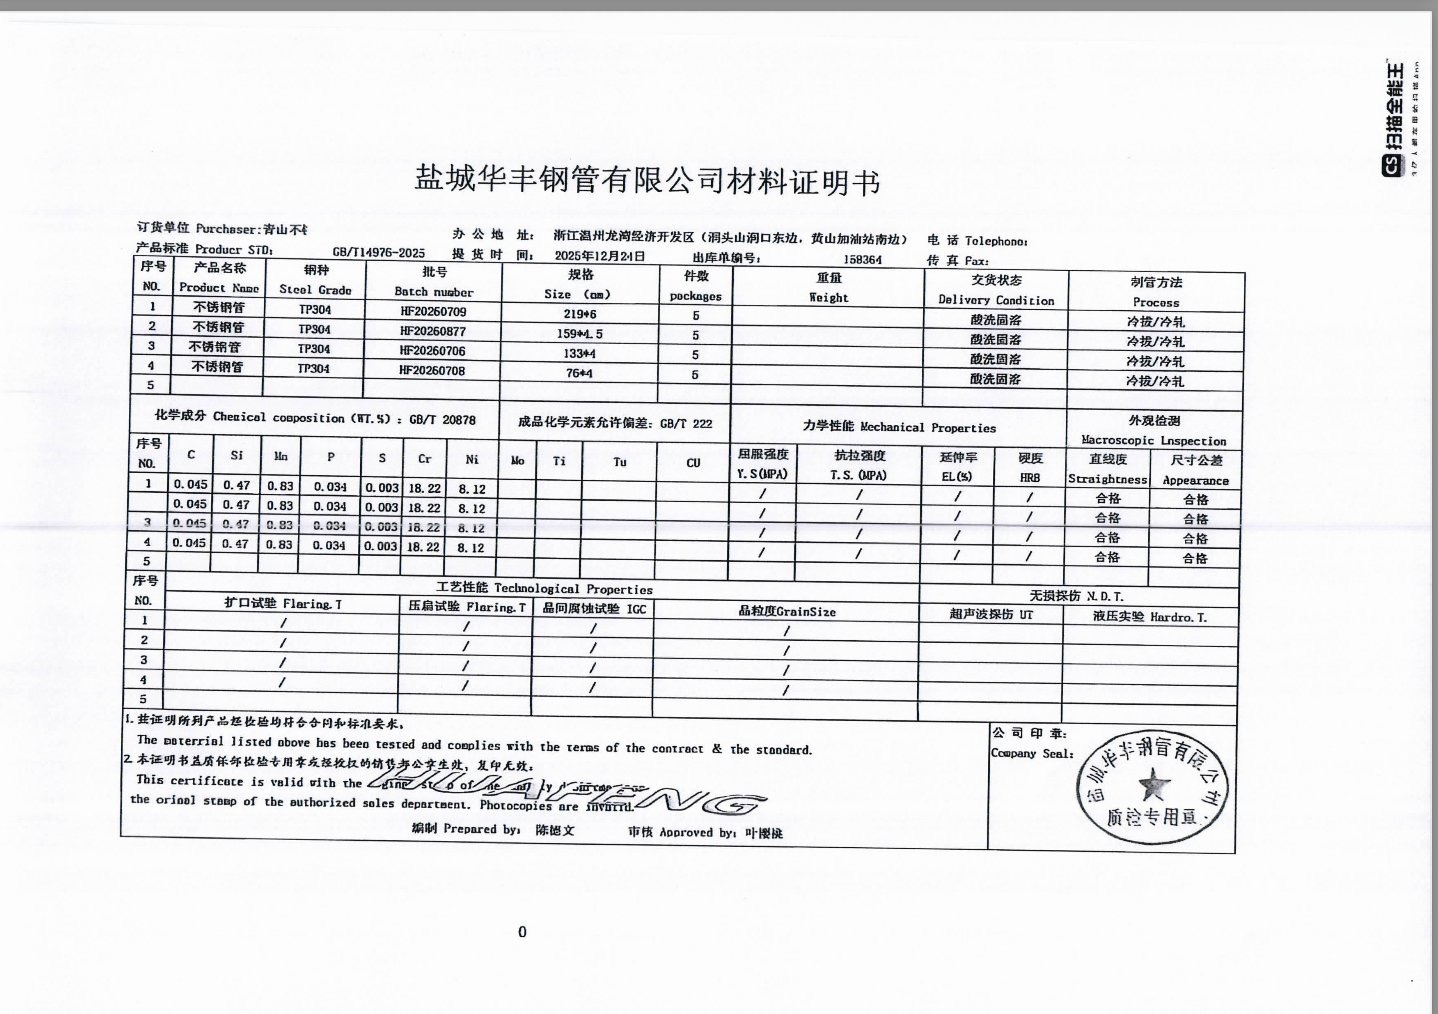 扫描全能王
盐城华丰钢管有限公司材料证明书
订货单位 Purchaser:青山不
办 公 地 址： 浙江温州龙湾经济开发区（洞头山洞口东边，黄山加油站南边） 电 话 Telephone:
产品标准 Producr STD: GB/T14976-2025 提 货 时 间： 2025年12月24日 出库单编号： 158364 传 真 Fax:
序号 产品名称 钢种 批号 规格 件数 重量 交货状态 制管方法
NO. Product Name Steel Grade Batch number Size （mm） packages Weight Delivery Condition Process
1 不锈钢管 TP304 HF20260709 219*6 5 酸洗固溶 冷拔/冷轧
2 不锈钢管 TP304 HF20260877 159*4.5 5 酸洗固溶 冷拔/冷轧
3 不锈钢管 TP304 HF20260706 133*4 5 酸洗固溶 冷拔/冷轧
4 不锈钢管 TP304 HF20260708 76*4 5 酸洗固溶 冷拔/冷轧
5
化学成分 Chemical composition（WT.%）: GB/T 20878 成品化学元素允许偏差: GB/T 222 力学性能 Mechanical Properties 外观检测
Macroscopic Lnspection
序号 C Si Mn P S Cr Ni Mo Ti Tu CU 屈服强度 抗拉强度 延伸率 硬度 直线度 尺寸公差
NO. Y.S(MPA) T.S.(MPA) EL(%) HRB Straightness Appearance
1 0.045 0.47 0.83 0.034 0.003 18.22 8.12 / / / / 合格 合格
0.045 0.47 0.83 0.034 0.003 18.22 8.12 / / / / 合格 合格
3 0.045 0.47 0.83 0.034 0.003 18.22 8.12 / / / / 合格 合格
4 0.045 0.47 0.83 0.034 0.003 18.22 8.12 / / / / 合格 合格
5
序号 工艺性能 Technological Properties 无损探伤 N.D.T.
NO. 扩口试验 Flaring.T 压扁试验 Flaring.T 晶间腐蚀试验 IGC 晶粒度GrainSize 超声波探伤 UT 液压实验 Hardro.T.
1 / / / /
2 / / / /
3 / / / /
4 / / / /
5
1. 兹证明所列产品经检验均符合合同和标准要求。
The materrial listed above has been tested and complies with the terms of the contract & the standard.
2. 本证明书盖质保部检验专用章或经授权的销售办公章生效，复印无效。
This certificate is valid with the
the orinal stamp of the authorized sales department. Photocopies are invalid.
HUAFENG
编制 Prepared by: 陈德文 审核 Approved by: 叶樱桃
公 司 印 章:
Company Seal:
盐城华丰钢管有限公司
质检专用章
0